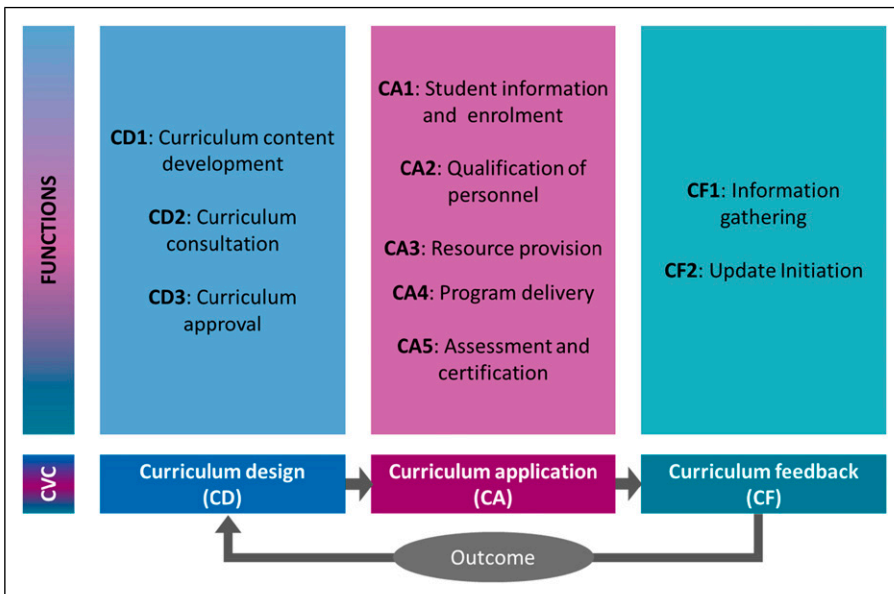 FUNCTIONS
CD1: Curriculum content
development
CD2: Curriculum
consultation
CD3: Curriculum
approval
CA1: Student information
and enrolment
CA2: Qualification of
personnel
CA3: Resource provision
CA4: Program delivery
CA5: Assessment and
certification
CF1: Information
gathering
CF2: Update Initiation
CVC
Curriculum design
(CD)
Curriculum application
(CA)
Curriculum feedback
(CF)
Outcome